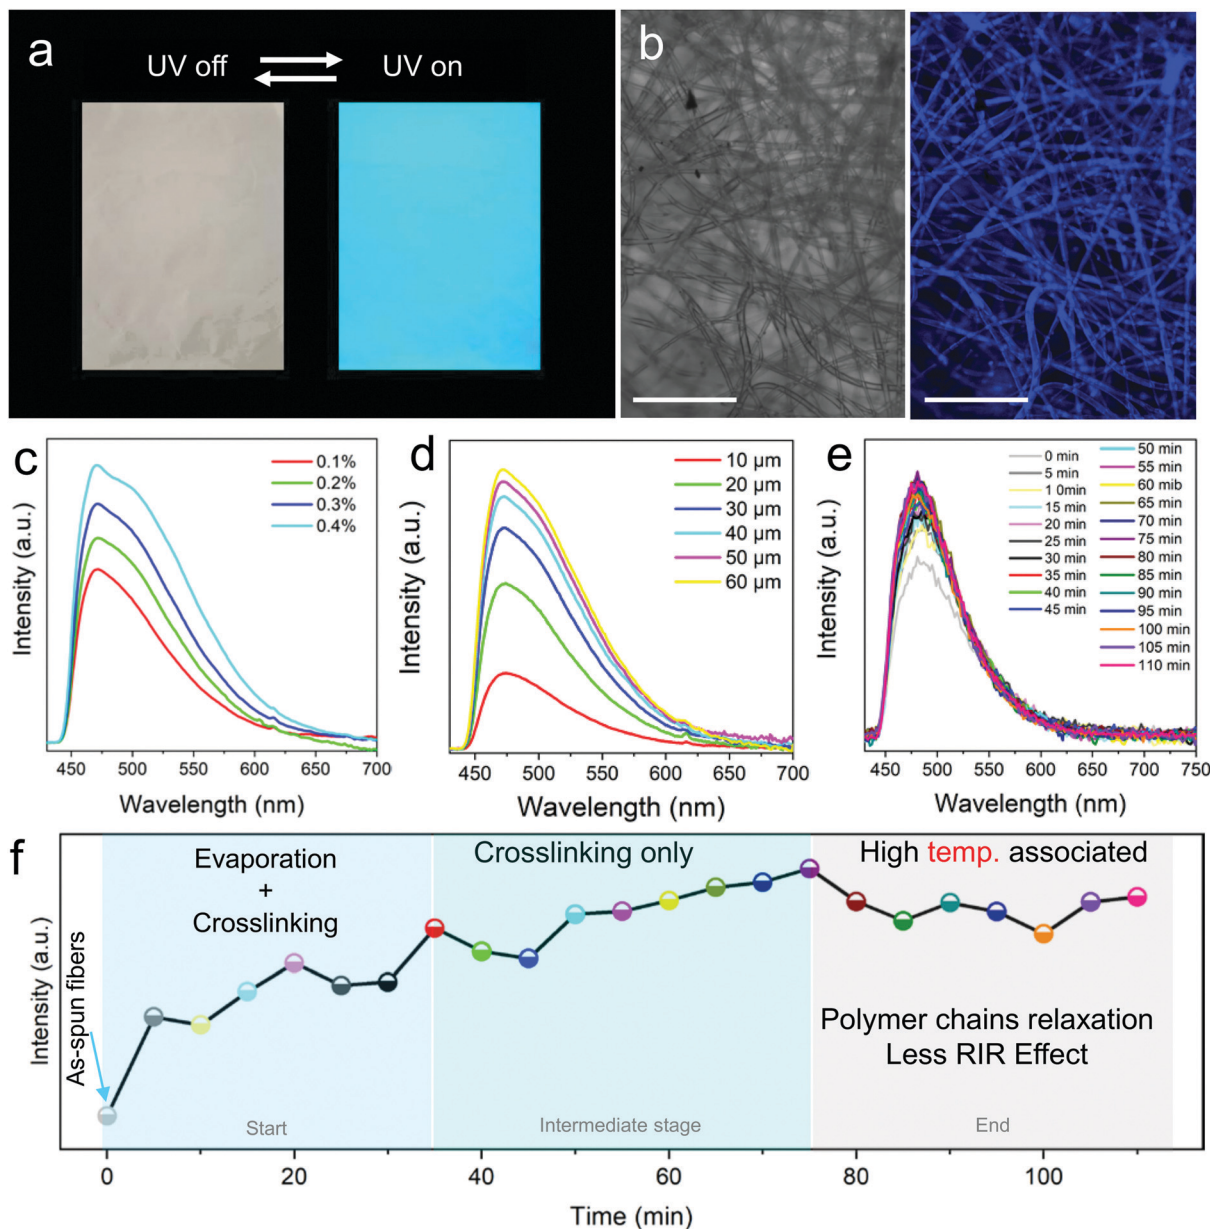 a
UV off
UV on
b
c
0.1%
0.2%
0.3%
0.4%
Intensity (a.u.)
450 500 550 600 650 700
Wavelength (nm)
d
10 µm
20 µm
30 µm
40 µm
50 µm
60 µm
Intensity (a.u.)
450 500 550 600 650 700
Wavelength (nm)
e
0 min
5 min
1 0min
15 min
20 min
25 min
30 min
35 min
40 min
45 min
50 min
55 min
60 mib
65 min
70 min
75 min
80 min
85 min
90 min
95 min
100 min
105 min
110 min
Intensity (a.u.)
450 500 550 600 650 700 750
Wavelength (nm)
f
Evaporation
+
Crosslinking
Crosslinking only
High temp. associated
Intensity (a.u.)
As-spun fibers
Polymer chains relaxation
Less RIR Effect
Start
Intermediate stage
End
0 20 40 60 80 100
Time (min)